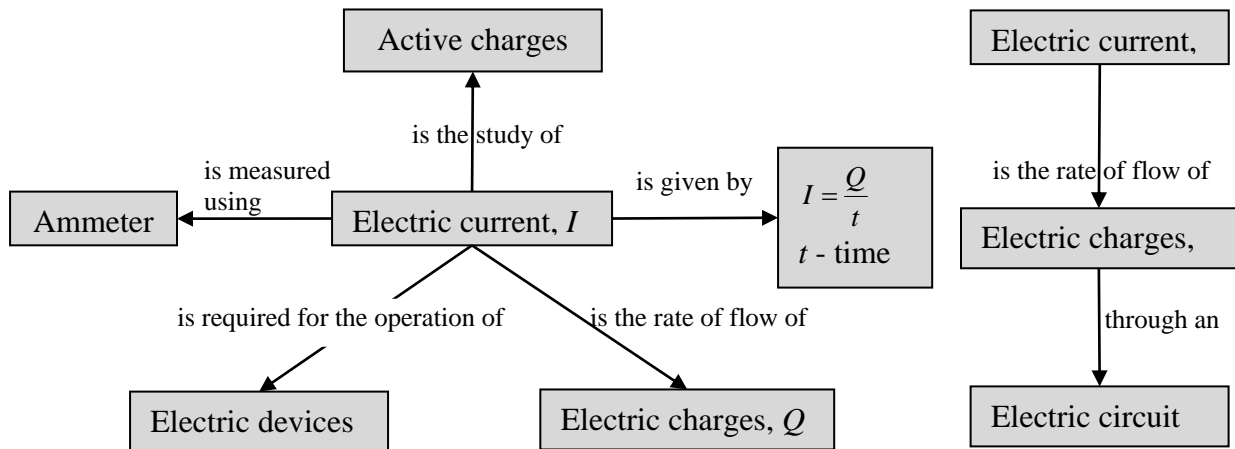 Active charges
Electric current,
is the study of
is measured
using
is given by
I = Q/t
t - time
is the rate of flow of
Ammeter
Electric current, I
Electric charges,
is required for the operation of
is the rate of flow of
through an
Electric devices
Electric charges, Q
Electric circuit